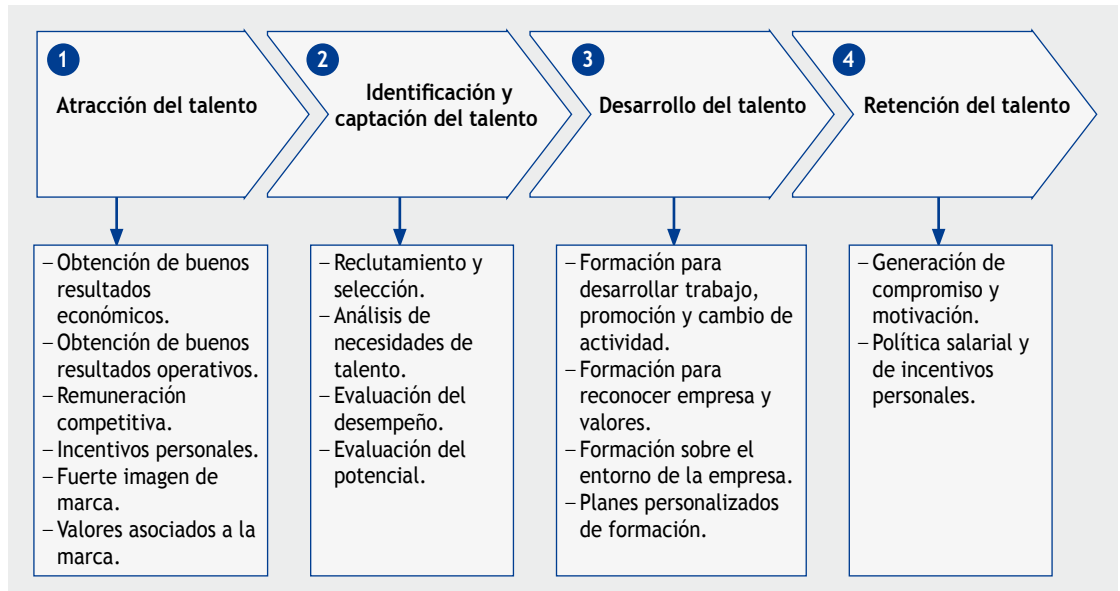 1
Atracción del talento
2
Identificación y
captación del talento
3
Desarrollo del talento
4
Retención del talento
– Obtención de buenos
resultados
económicos.
– Obtención de buenos
resultados operativos.
– Remuneración
competitiva.
– Incentivos personales.
– Fuerte imagen de
marca.
– Valores asociados a la
marca.
– Reclutamiento y
selección.
– Análisis de
necesidades de
talento.
– Evaluación del
desempeño.
– Evaluación del
potencial.
– Formación para
desarrollar trabajo,
promoción y cambio de
actividad.
– Formación para
reconocer empresa y
valores.
– Formación sobre el
entorno de la empresa.
– Planes personalizados
de formación.
– Generación de
compromiso y
motivación.
– Política salarial y
de incentivos
personales.